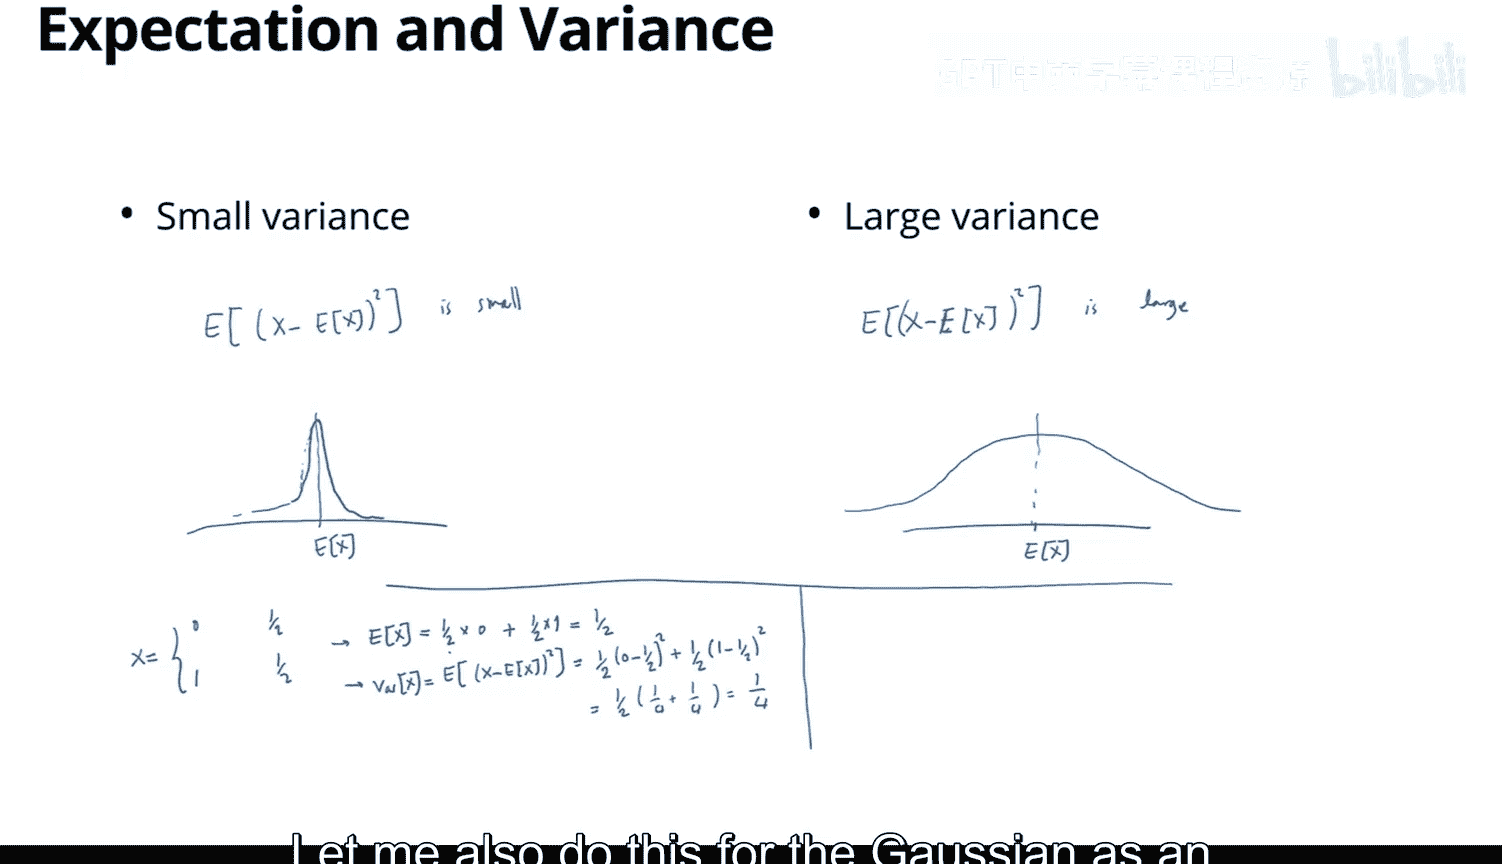 Expectation and Variance
bilibili
• Small variance
E[(x-E[x])²] is small
E[x]
• Large variance
E[(x-E[x])²] is large
E[x]
x= { 0 ½
1 ½
→ E[x] = ½ × 0 + ½ × 1 = ½
→ Var[x] = E[(x-E[x])²] = ½(0-½)² + ½(1-½)²
= ½(¼ + ¼) = ¼
Let me also do this for the Gaussian as an